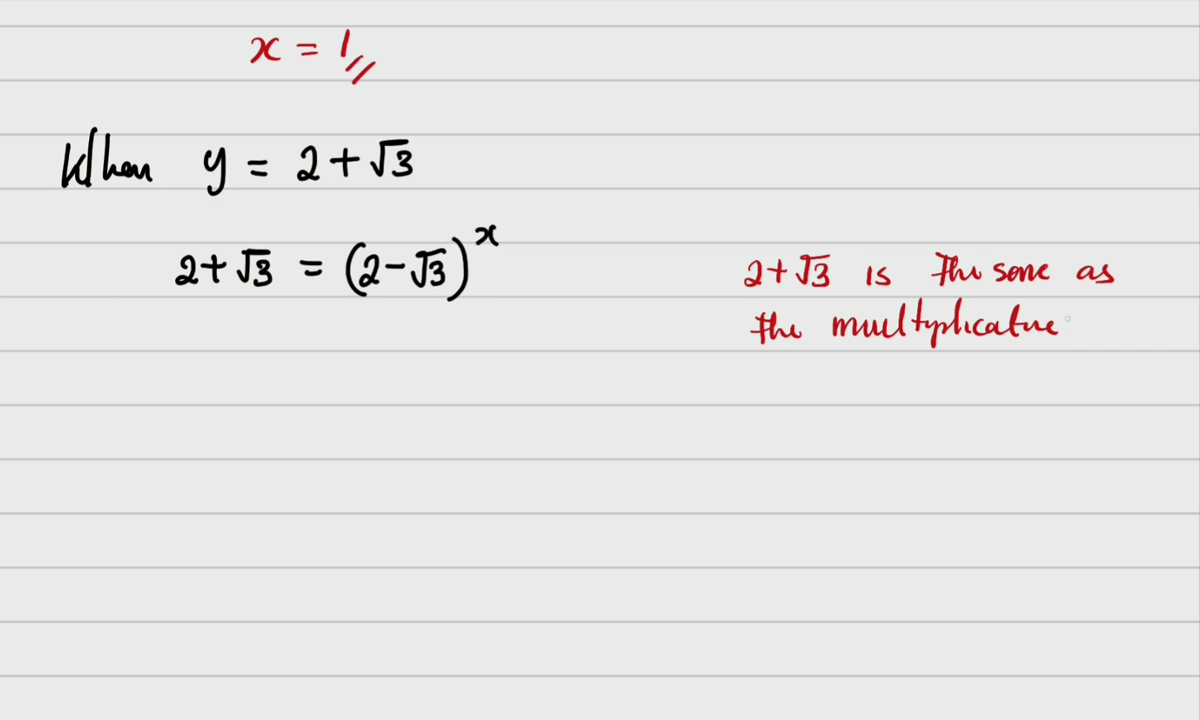 x = 1
When y = 2 + √3
2 + √3 = (2 - √3)^x
2 + √3 is the same as
the multiplicative